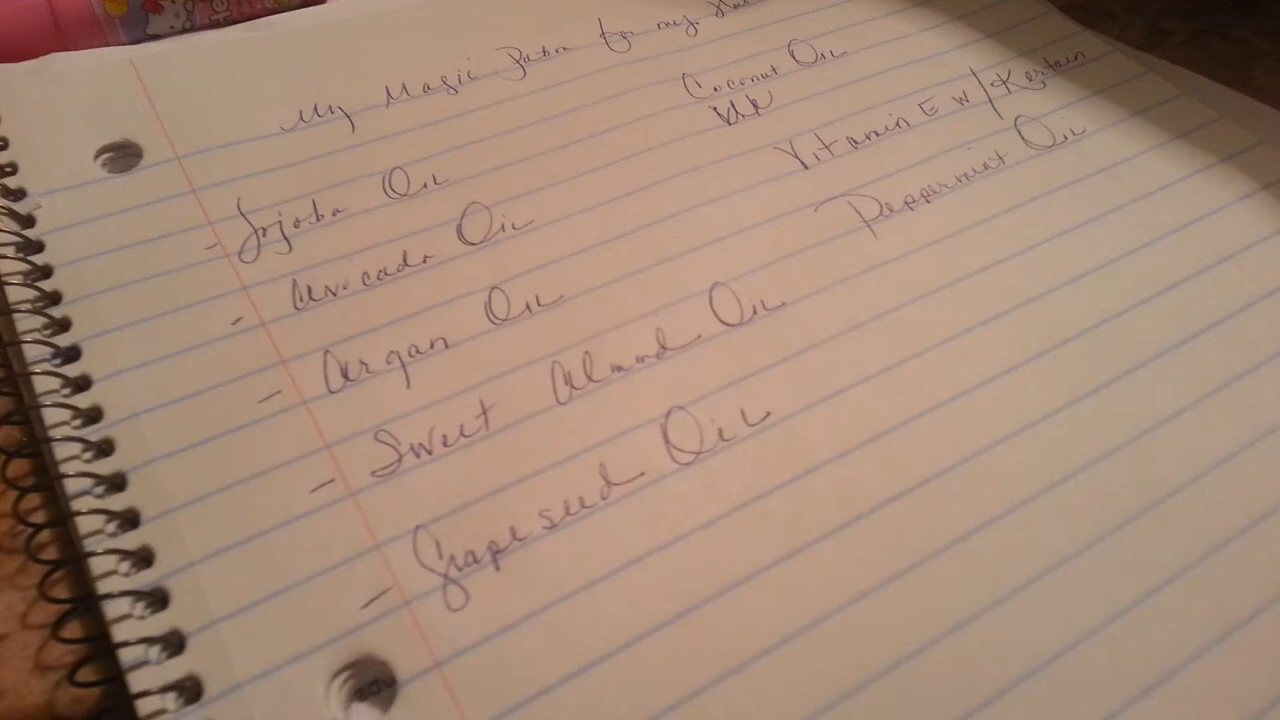 My Magic Potion for my
- Jojoba Oil
- Avocado Oil
- Argan Oil
- Sweet Almond Oil
- Grapeseed Oil
Coconut Oil
Vitamin E w/ Kertain
Peppermint Oil